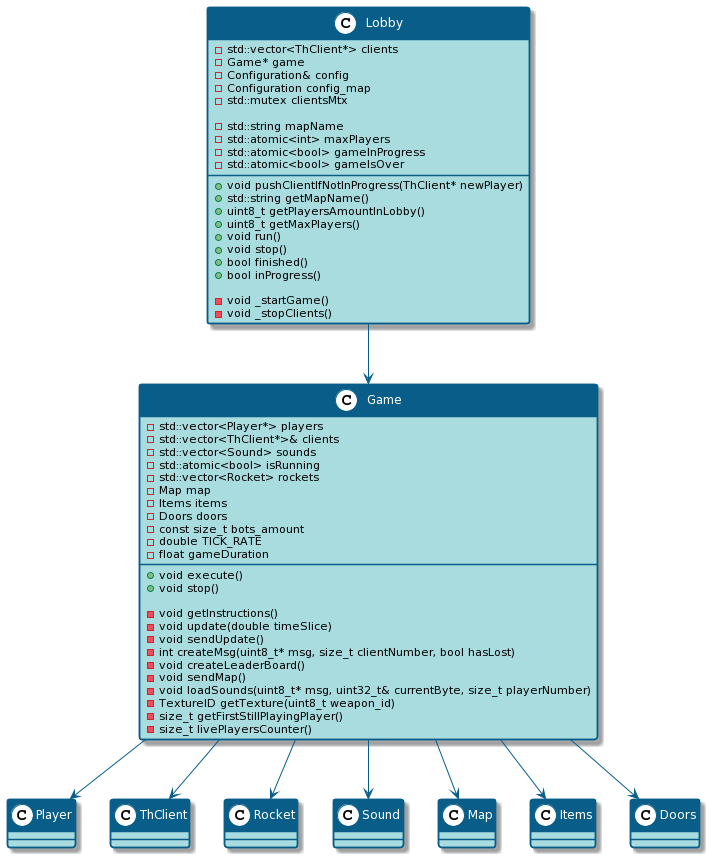 C Lobby
std::vector<ThClient*> clients
Game* game
Configuration& config
Configuration config_map
std::mutex clientsMtx
std::string mapName
std::atomic<int> maxPlayers
std::atomic<bool> gameInProgress
std::atomic<bool> gameIsOver
void pushClientIfNotInProgress(ThClient* newPlayer)
std::string getMapName()
uint8_t getPlayersAmountInLobby()
uint8_t getMaxPlayers()
void run()
void stop()
bool finished()
bool inProgress()
void _startGame()
void _stopClients()
C Game
std::vector<Player*> players
std::vector<ThClient*>& clients
std::vector<Sound> sounds
std::atomic<bool> isRunning
std::vector<Rocket> rockets
Map map
Items items
Doors doors
const size_t bots_amount
double TICK_RATE
float gameDuration
void execute()
void stop()
void getInstructions()
void update(double timeSlice)
void sendUpdate()
int createMsg(uint8_t* msg, size_t clientNumber, bool hasLost)
void createLeaderBoard()
void sendMap()
void loadSounds(uint8_t* msg, uint32_t& currentByte, size_t playerNumber)
TextureID getTexture(uint8_t weapon_id)
size_t getFirstStillPlayingPlayer()
size_t livePlayersCounter()
C Player
C ThClient
C Rocket
C Sound
C Map
C Items
C Doors